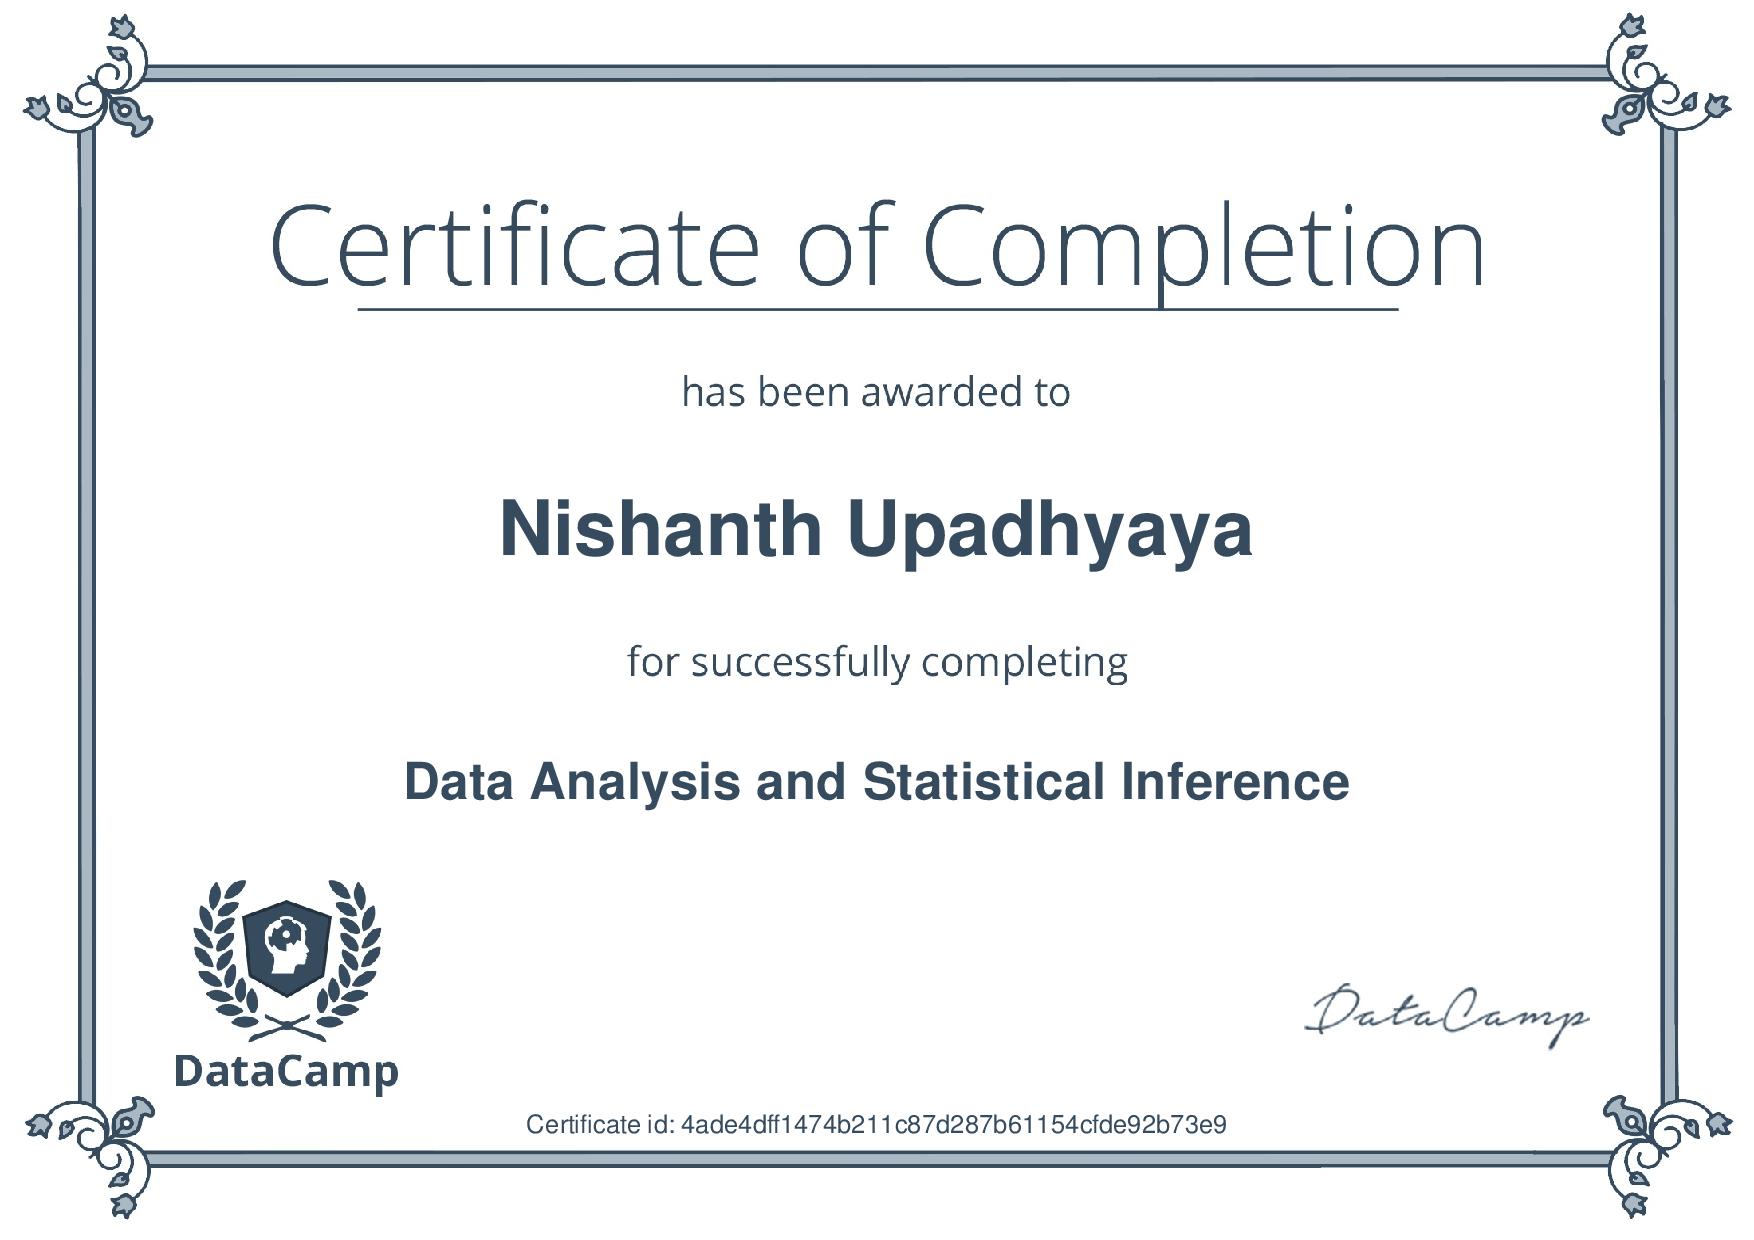 Certificate of Completion
has been awarded to
Nishanth Upadhyaya
for successfully completing
Data Analysis and Statistical Inference
DataCamp
DataCamp
Certificate id: 4ade4dff1474b211c87d287b61154cfde92b73e9